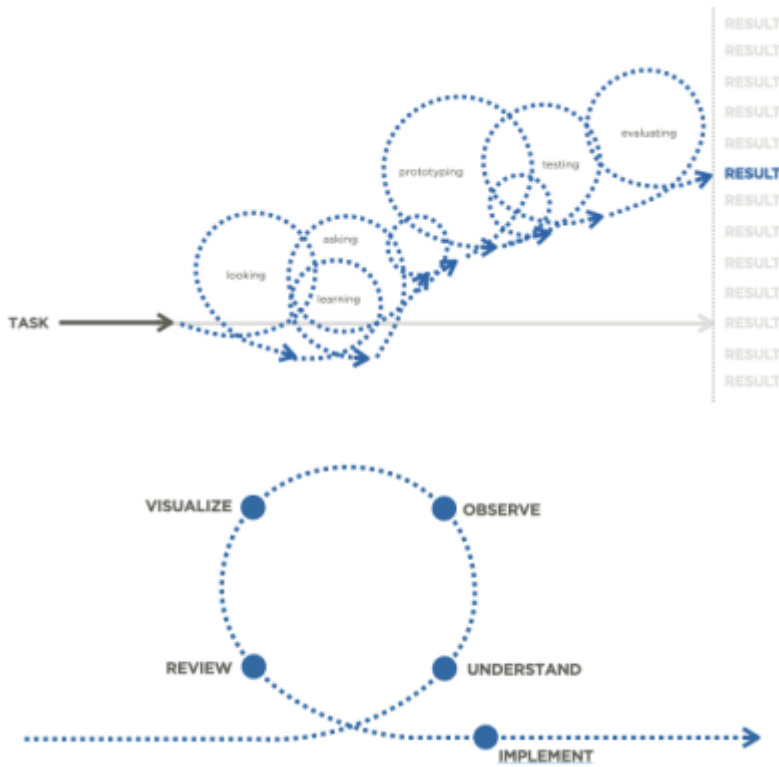 RESULT
RESULT
RESULT
RESULT
evaluating
RESULT
testing
prototyping
RESULT
RESULT
RESULT
asking
RESULT
looking
RESULT
learning
TASK
RESULT
RESULT
RESULT
VISUALIZE
OBSERVE
REVIEW
UNDERSTAND
IMPLEMENT